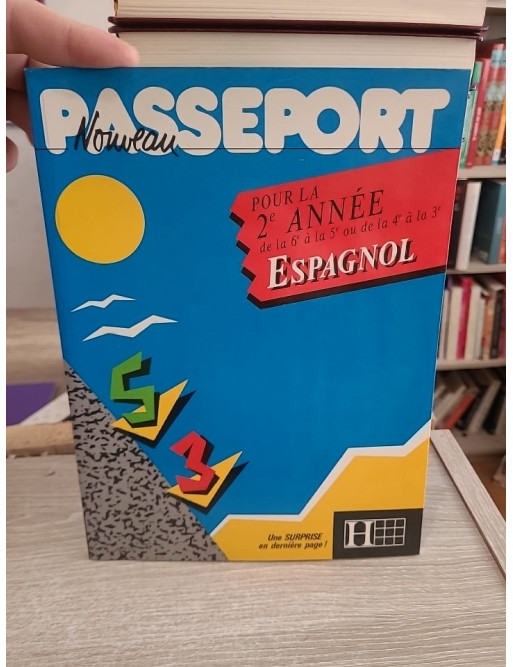 PASSEPORT
Nouveau
POUR LA
2e ANNÉE
de la 6e à la 5e ou de la 4e à la 3e
ESPAGNOL
5
3
Une SURPRISE
en dernière page !
H